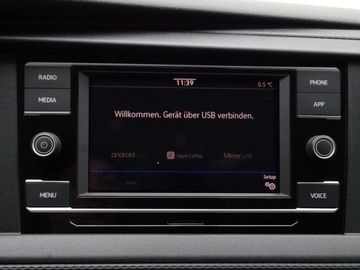 11:39
0.5 °C
RADIO
PHONE
MEDIA
APP
Willkommen. Gerät über USB verbinden.
android
Apple CarPlay
MirrorLink
Setup
MENU
VOICE